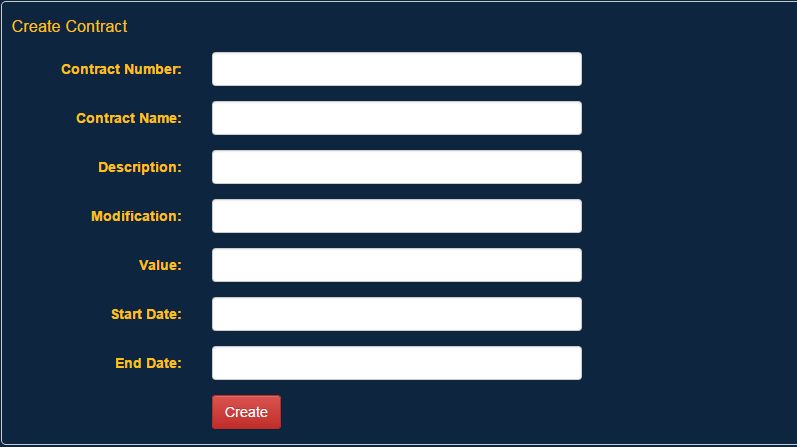 Create Contract
Contract Number:
Contract Name:
Description:
Modification:
Value:
Start Date:
End Date:
Create